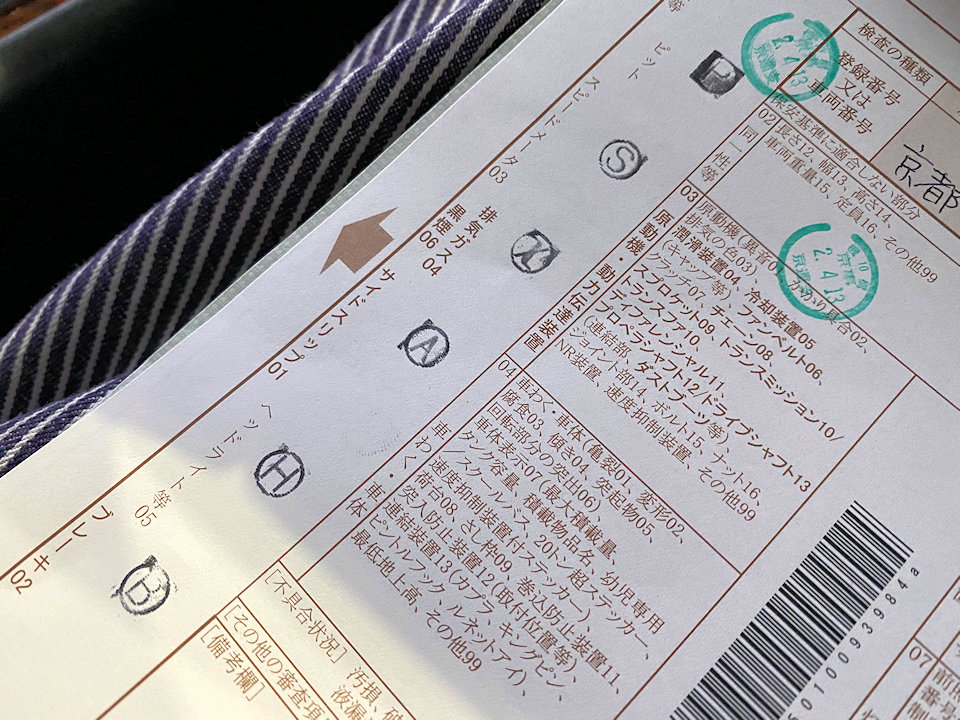 等
ピット
P
スピードメータ 03
S
排気ガス 04
黒煙 06
X
サイドスリップ 01
A
ヘッドライト等 05
H
ブレーキ 02
B
2.4.13
検査の種類
登録番号
又は
車両番号
京都
保安基準に適合しない部分
02
同一性等
長さ12、幅13、高さ14、
車両重量15、定員16、その他99
2.4.13
03
原動機・動力伝達装置
かかり具合02、
排気の色03)
潤滑装置04、冷却装置05
(キャップ等)、ファンベルト06、
クラッチ07、チェーン08、
スプロケット09、トランスミッション10/
トランスファ10、
デファレンシャル11、
プロペラシャフト12/ドライブシャフト13
(連結部、ダストブーツ等)、
ジョイント部14、ボルト15、ナット16、
NR装置、速度抑制装置、その他99
04
車わく・車体
車わく・車体(亀裂01、変形02、
腐食03、傾き04、突起物05、
回転部分の突出06)
車体表示07(最大積載量、
タンク容量、積載物品名、幼児専用
/スクールバス、20トン超ステッカー、
速度抑制装置付ステッカー)、
荷台08、さし枠09、巻込防止装置11、
突入防止装置12(取付位置等)、
連結装置13(カプラ、キングピン、
ピントルフック、ルネットアイ)、
最低地上高、その他99
[不具合状況] 汚損、破
液漏
[その他の審査項
[備考欄]
0100939984a
07